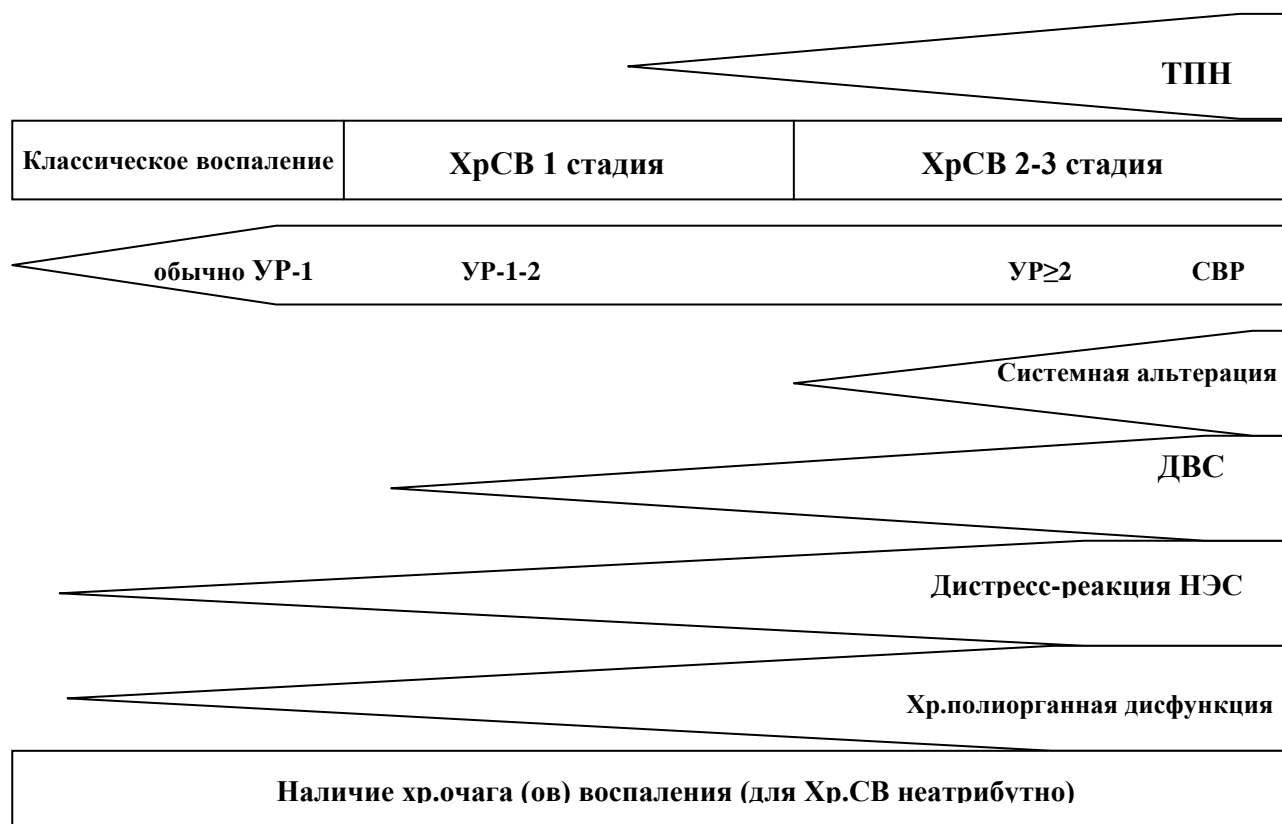 ТПН
Классическое воспаление
ХрСВ 1 стадия
ХрСВ 2-3 стадия
обычно УР-1
УР-1-2
УР≥2
СВР
Системная альтерация
ДВС
Дистресс-реакция НЭС
Хр.полиорганная дисфункция
Наличие хр.очага (ов) воспаления (для Хр.СВ неатрибутно)